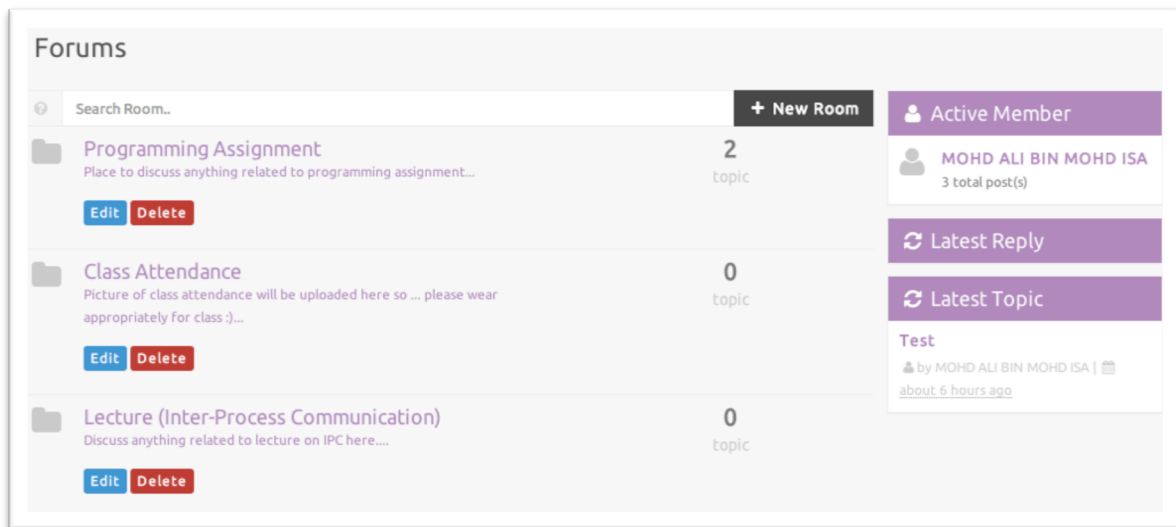 Forums
Search Room..
+ New Room
Programming Assignment
Place to discuss anything related to programming assignment...
2
topic
Edit Delete
Class Attendance
Picture of class attendance will be uploaded here so ... please wear
appropriately for class :)...
0
topic
Edit Delete
Lecture (Inter-Process Communication)
Discuss anything related to lecture on IPC here....
0
topic
Edit Delete
Active Member
MOHD ALI BIN MOHD ISA
3 total post(s)
Latest Reply
Latest Topic
Test
by MOHD ALI BIN MOHD ISA |
about 6 hours ago